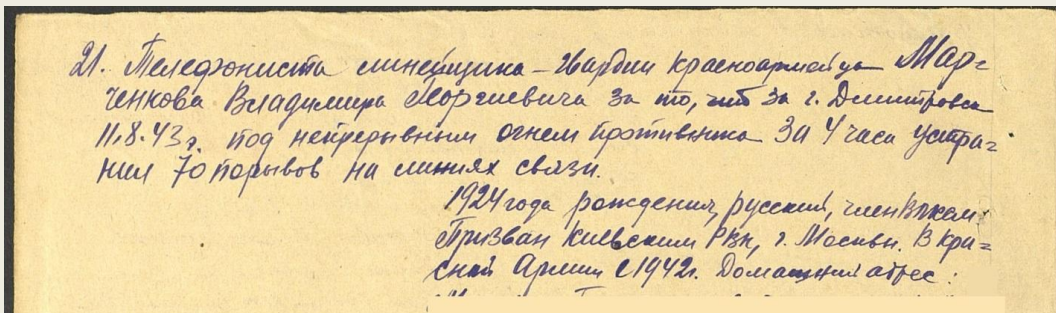 21. Телефониста линейщика – Гвардии красноармейца Мар=
ченкова Владимира Георгиевича за то, что за г. Дмитровск
11.8.43г. под непрерывным огнем противника за 4 часа устра=
нил 70 порывов на линиях связи.
1924 года рождения, русский, член ВЛКСМ.
Призван Киевским РВК, г. Москвы. В Кра=
сной Армии с 1942г. Домашний адрес: